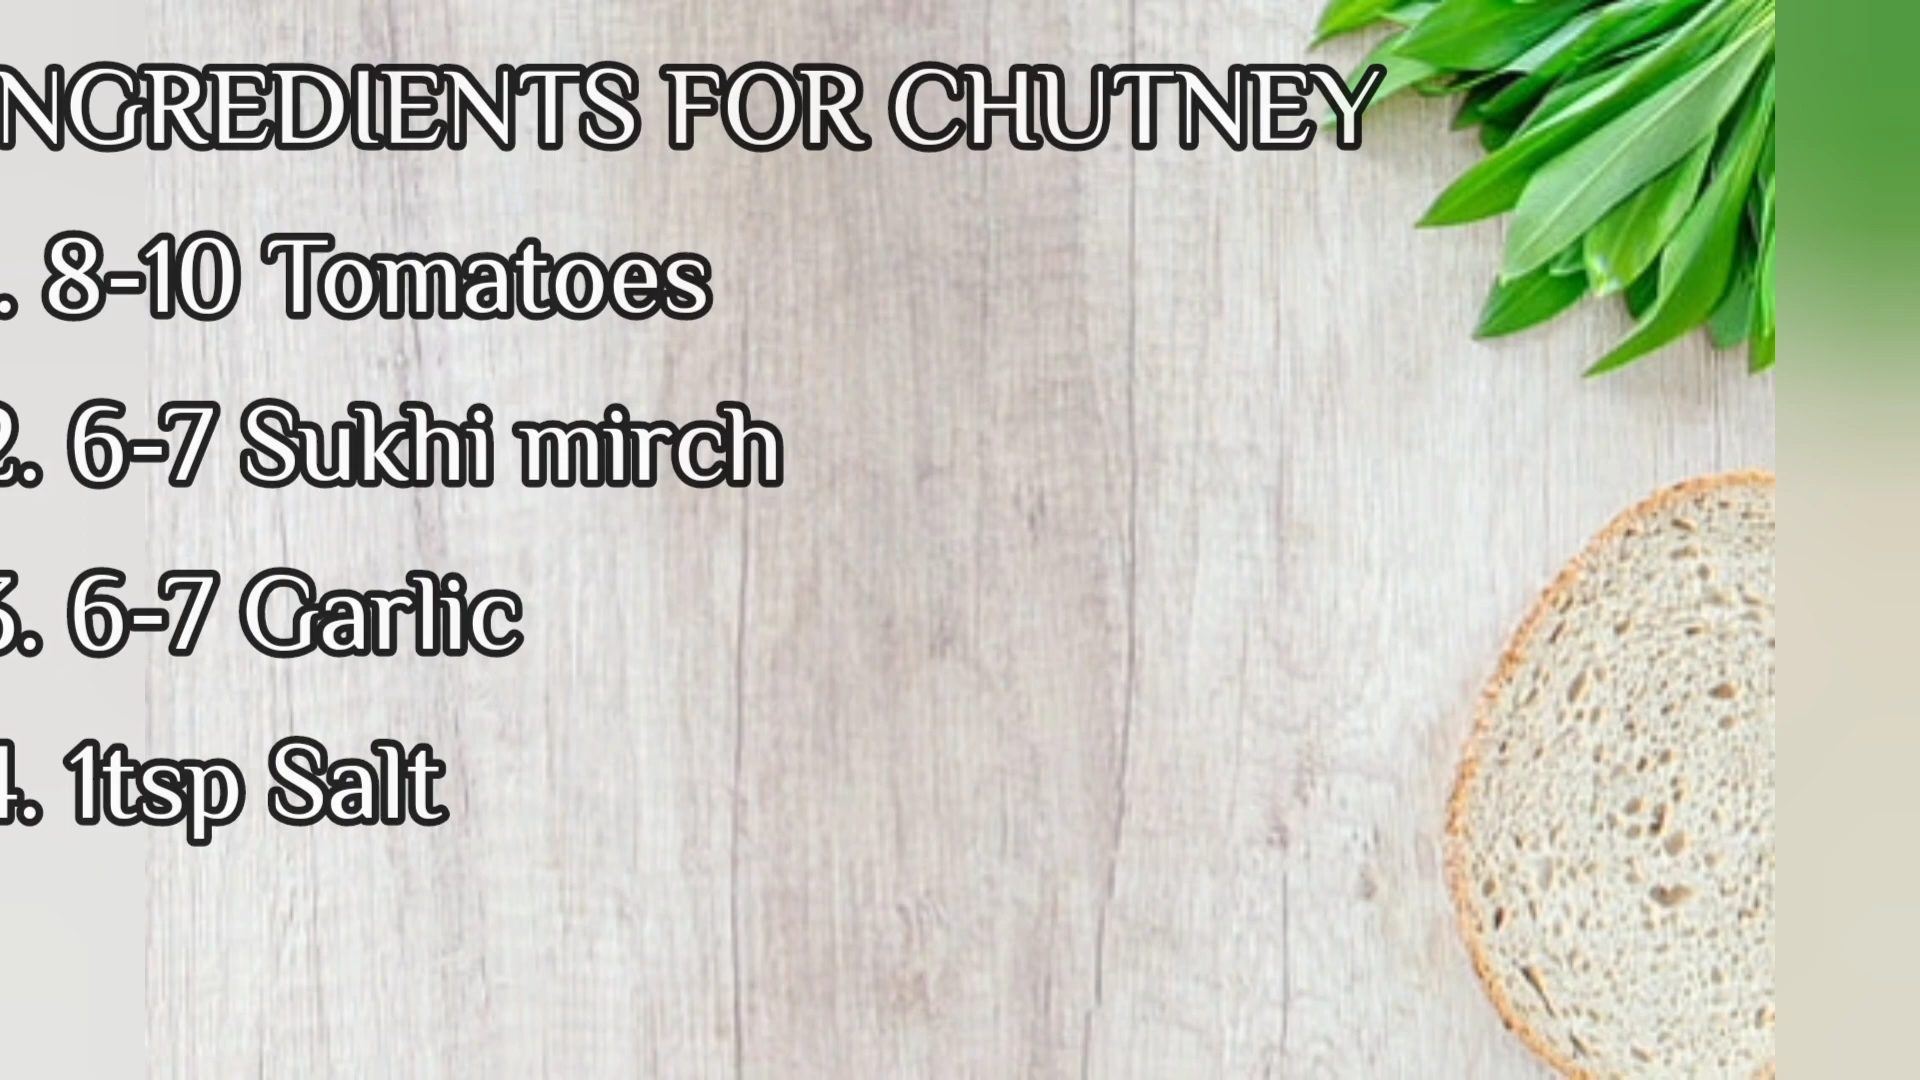 NGREDIENTS FOR CHUTNEY
. 8-10 Tomatoes
2. 6-7 Sukhi mirch
3. 6-7 Garlic
4. 1tsp Salt